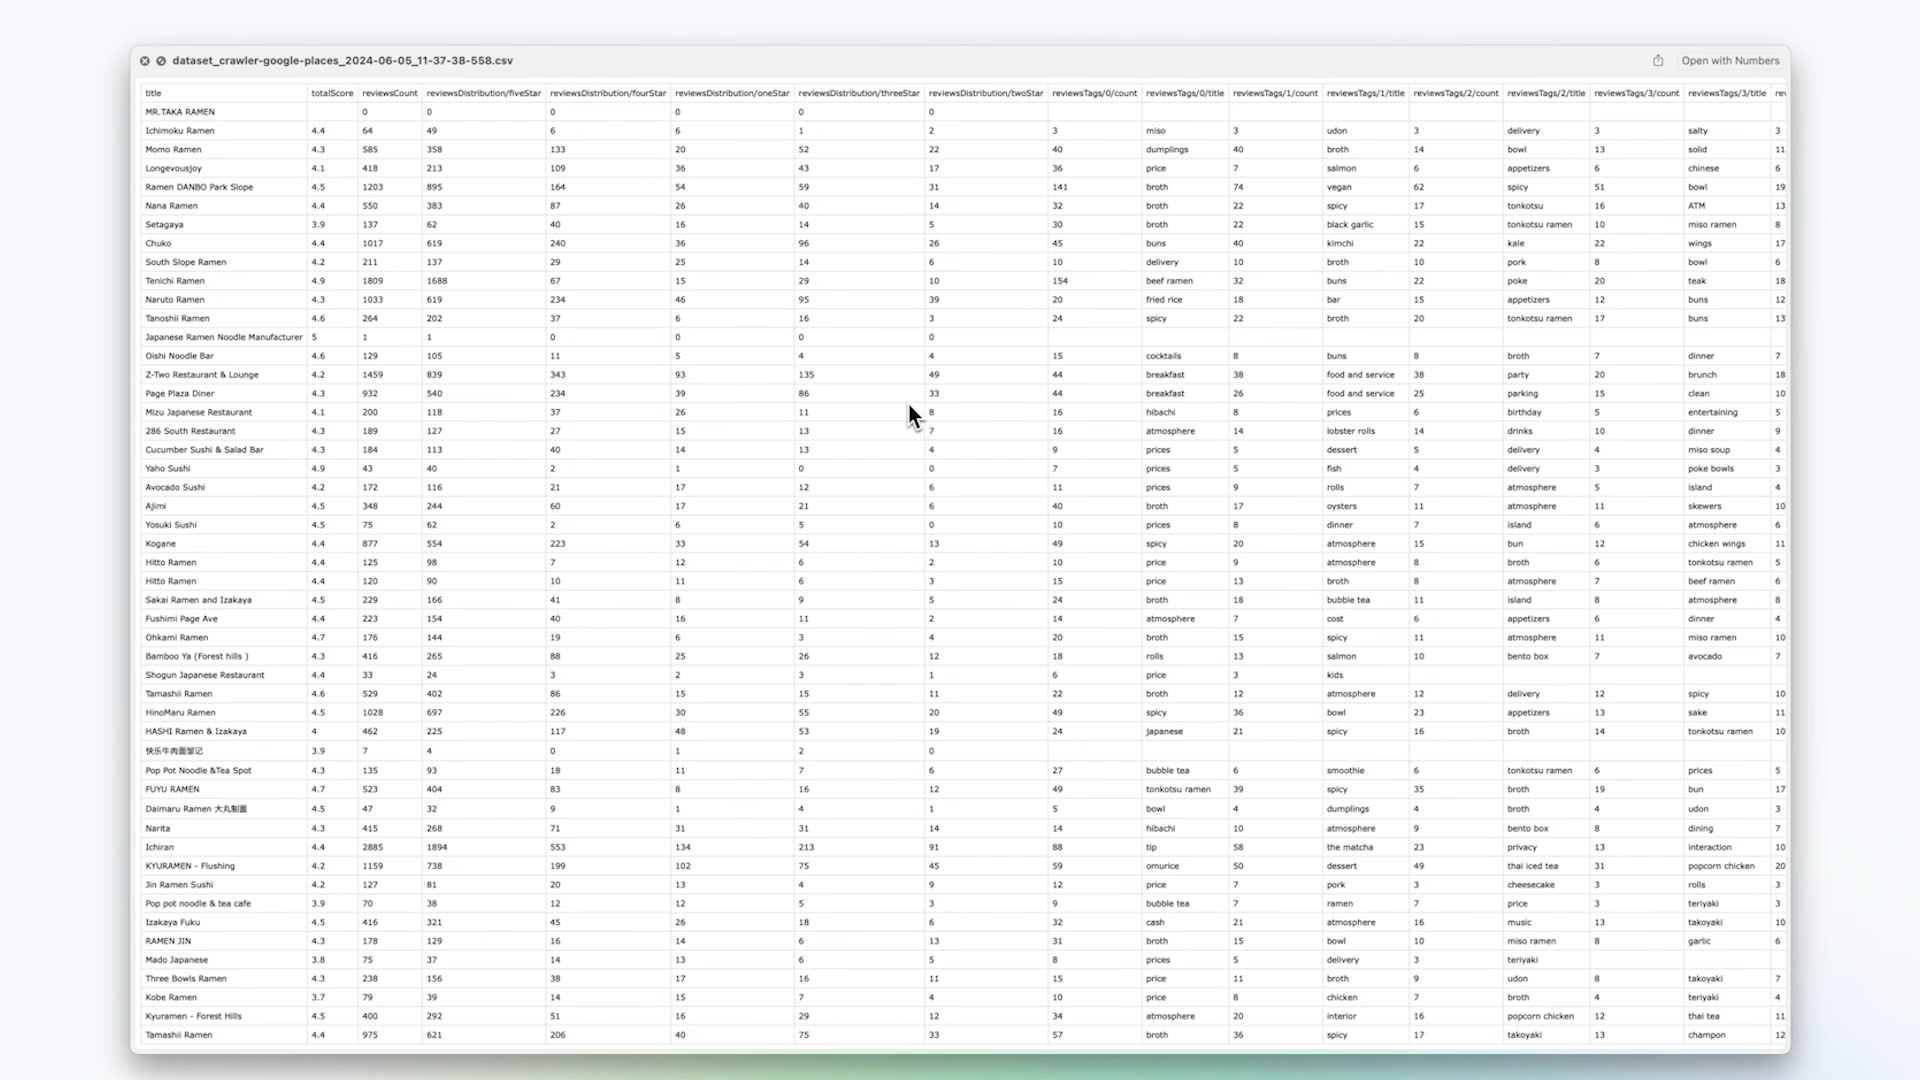 dataset_crawler-google-places_2024-06-05_11-37-38-558.csv Open with Numbers
title totalScore reviewsCount reviewsDistribution/fiveStar reviewsDistribution/fourStar reviewsDistribution/oneStar reviewsDistribution/threeStar reviewsDistribution/twoStar reviewsTags/0/count reviewsTags/0/title reviewsTags/1/count reviewsTags/1/title reviewsTags/2/count reviewsTags/2/title reviewsTags/3/count reviewsTags/3/title
MR.TAKA RAMEN 0 0 0 0 0 0
Ichimoku Ramen 4.4 64 49 6 6 1 2 3 miso 3 udon 3 delivery 3 salty 3
Momo Ramen 4.3 585 358 133 20 52 22 40 dumplings 40 broth 14 bowl 13 solid 11
Longevousjoy 4.1 418 213 109 36 43 17 36 price 7 salmon 6 appetizers 6 chinese 6
Ramen DANBO Park Slope 4.5 1203 895 164 54 59 31 141 broth 74 vegan 62 spicy 51 bowl 19
Nana Ramen 4.4 550 383 87 26 40 14 32 broth 22 spicy 17 tonkotsu 16 ATM 13
Setagaya 3.9 137 62 40 16 14 5 30 broth 22 black garlic 15 tonkotsu ramen 10 miso ramen 8
Chuko 4.4 1017 619 240 36 96 26 45 buns 40 kimchi 22 kale 22 wings 17
South Slope Ramen 4.2 211 137 29 25 14 6 10 delivery 10 broth 10 pork 8 bowl 6
Tenichi Ramen 4.9 1809 1688 67 15 29 10 154 beef ramen 32 buns 22 poke 20 teak 18
Naruto Ramen 4.3 1033 619 234 46 95 39 20 fried rice 18 bar 15 appetizers 12 buns 12
Tanoshii Ramen 4.6 264 202 37 6 16 3 24 spicy 22 broth 20 tonkotsu ramen 17 buns 13
Japanese Ramen Noodle Manufacturer 5 1 1 0 0 0 0
Oishi Noodle Bar 4.6 129 105 11 5 4 4 15 cocktails 8 buns 8 broth 7 dinner 7
Z-Two Restaurant & Lounge 4.2 1459 839 343 93 135 49 44 breakfast 38 food and service 38 party 20 brunch 18
Page Plaza Diner 4.3 932 540 234 39 86 33 44 breakfast 26 food and service 25 parking 15 clean 10
Mizu Japanese Restaurant 4.1 200 118 37 26 11 8 16 hibachi 8 prices 6 birthday 5 entertaining 5
286 South Restaurant 4.3 189 127 27 15 13 7 16 atmosphere 14 lobster rolls 14 drinks 10 dinner 9
Cucumber Sushi & Salad Bar 4.3 184 113 40 14 13 4 9 prices 5 dessert 5 delivery 4 miso soup 4
Yaho Sushi 4.9 43 40 2 1 0 0 7 prices 5 fish 4 delivery 3 poke bowls 3
Avocado Sushi 4.2 172 116 21 17 12 6 11 prices 9 rolls 7 atmosphere 5 island 4
Ajimi 4.5 348 244 60 17 21 6 40 broth 17 oysters 11 atmosphere 11 skewers 10
Yosuki Sushi 4.5 75 62 2 6 5 0 10 prices 8 dinner 7 island 6 atmosphere 6
Kogane 4.4 877 554 223 33 54 13 49 spicy 20 atmosphere 15 bun 12 chicken wings 11
Hitto Ramen 4.4 125 98 7 12 6 2 10 price 9 atmosphere 8 broth 6 tonkotsu ramen 5
Hitto Ramen 4.4 120 90 10 11 6 3 15 price 13 broth 8 atmosphere 7 beef ramen 6
Sakai Ramen and Izakaya 4.5 229 166 41 8 9 5 24 broth 18 bubble tea 11 island 8 atmosphere 8
Fushimi Page Ave 4.4 223 154 40 16 11 2 14 atmosphere 7 cost 6 appetizers 6 dinner 4
Ohkami Ramen 4.7 176 144 19 6 3 4 20 broth 15 spicy 11 atmosphere 11 miso ramen 10
Bamboo Ya (Forest hills ) 4.3 416 265 88 25 26 12 18 rolls 13 salmon 10 bento box 7 avocado 7
Shogun Japanese Restaurant 4.4 33 24 3 2 3 1 6 price 3 kids
Tamashii Ramen 4.6 529 402 86 15 15 11 22 broth 12 atmosphere 12 delivery 12 spicy 10
HinoMaru Ramen 4.5 1028 697 226 30 55 20 49 spicy 36 bowl 23 appetizers 13 sake 11
HASHI Ramen & Izakaya 4 462 225 117 48 53 19 24 japanese 21 spicy 16 broth 14 tonkotsu ramen 10
快乐牛肉面邹记 3.9 7 4 0 1 2 0
Pop Pot Noodle &Tea Spot 4.3 135 93 18 11 7 6 27 bubble tea 6 smoothie 6 tonkotsu ramen 6 prices 5
FUYU RAMEN 4.7 523 404 83 8 16 12 49 tonkotsu ramen 39 spicy 35 broth 19 bun 17
Daimaru Ramen 大丸制面 4.5 47 32 9 1 4 1 5 bowl 4 dumplings 4 broth 4 udon 3
Narita 4.3 415 268 71 31 31 14 14 hibachi 10 atmosphere 9 bento box 8 dining 7
Ichiran 4.4 2885 1894 553 134 213 91 88 tip 58 the matcha 23 privacy 13 interaction 10
KYURAMEN - Flushing 4.2 1159 738 199 102 75 45 59 omurice 50 dessert 49 thai iced tea 31 popcorn chicken 20
Jin Ramen Sushi 4.2 127 81 20 13 4 9 12 price 7 pork 3 cheesecake 3 rolls 3
Pop pot noodle & tea cafe 3.9 70 38 12 12 5 3 9 bubble tea 7 ramen 7 price 3 teriyaki 3
Izakaya Fuku 4.5 416 321 45 26 18 6 32 cash 21 atmosphere 16 music 13 takoyaki 10
RAMEN JIN 4.3 178 129 16 14 6 13 31 broth 15 bowl 10 miso ramen 8 garlic 6
Mado Japanese 3.8 75 37 14 13 6 5 8 prices 5 delivery 3 teriyaki
Three Bowls Ramen 4.3 238 156 38 17 16 11 15 price 11 broth 9 udon 8 takoyaki 7
Kobe Ramen 3.7 79 39 14 15 7 4 10 price 8 chicken 7 broth 4 teriyaki 4
Kyuramen - Forest Hills 4.5 400 292 51 16 29 12 34 atmosphere 20 interior 16 popcorn chicken 12 thai tea 11
Tamashii Ramen 4.4 975 621 206 40 75 33 57 broth 36 spicy 17 takoyaki 13 champon 12